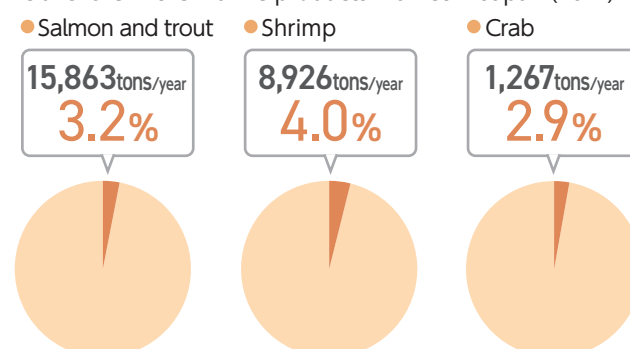 Salmon and trout
15,863tons/year
3.2%
Shrimp
8,926tons/year
4.0%
Crab
1,267tons/year
2.9%